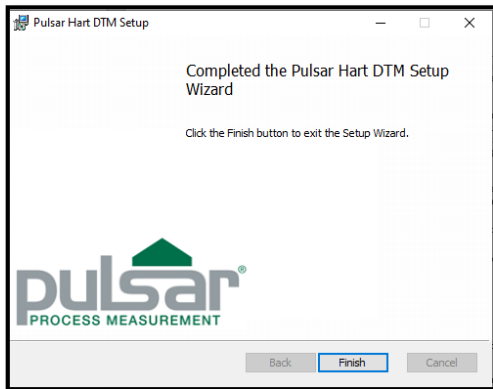 Pulsar Hart DTM Setup
Completed the Pulsar Hart DTM Setup
Wizard
Click the Finish button to exit the Setup Wizard.
pulsar®
PROCESS MEASUREMENT
Back Finish Cancel